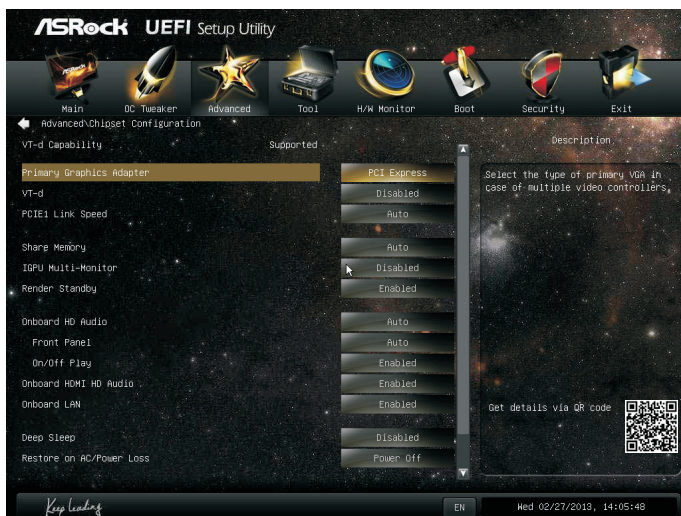 ASRock UEFI Setup Utility
Main OC Tweaker Advanced Tool H/W Monitor Boot Security Exit
Advanced\Chipset Configuration
VT-d Capability Supported
Primary Graphics Adapter PCI Express
VT-d Disabled
PCIE1 Link Speed Auto
Share Memory Auto
IGPU Multi-Monitor Disabled
Render Standby Enabled
Onboard HD Audio Auto
Front Panel Auto
On/Off Play Enabled
Onboard HDMI HD Audio Enabled
Onboard LAN Enabled
Deep Sleep Disabled
Restore on AC/Power Loss Power Off
Description
Select the type of primary VGA in
case of multiple video controllers.
Get details via QR code
Keep Leading
EN Wed 02/27/2013, 14:05:48